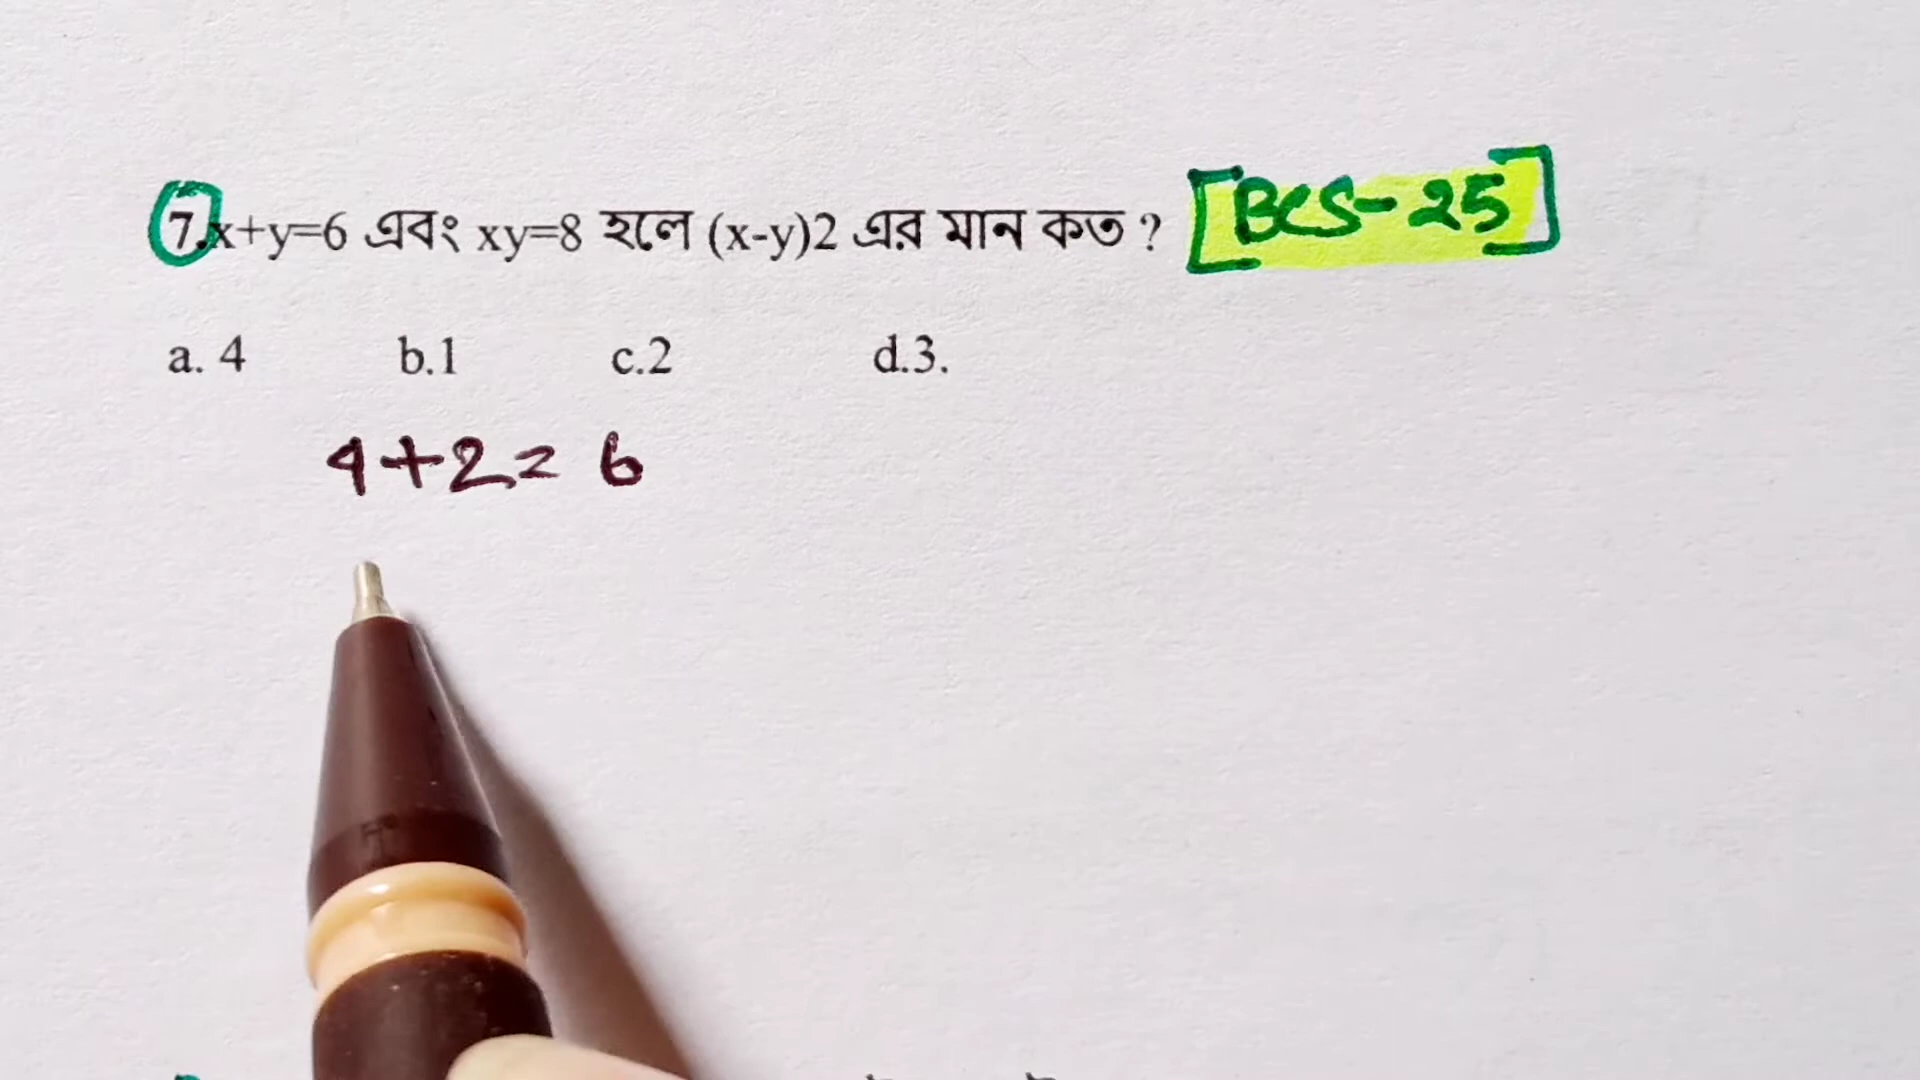 7.x+y=6 এবং xy=8 হলে (x-y)2 এর মান কত ? [BCS-25]
a. 4 b.1 c.2 d.3.
4+2= 6